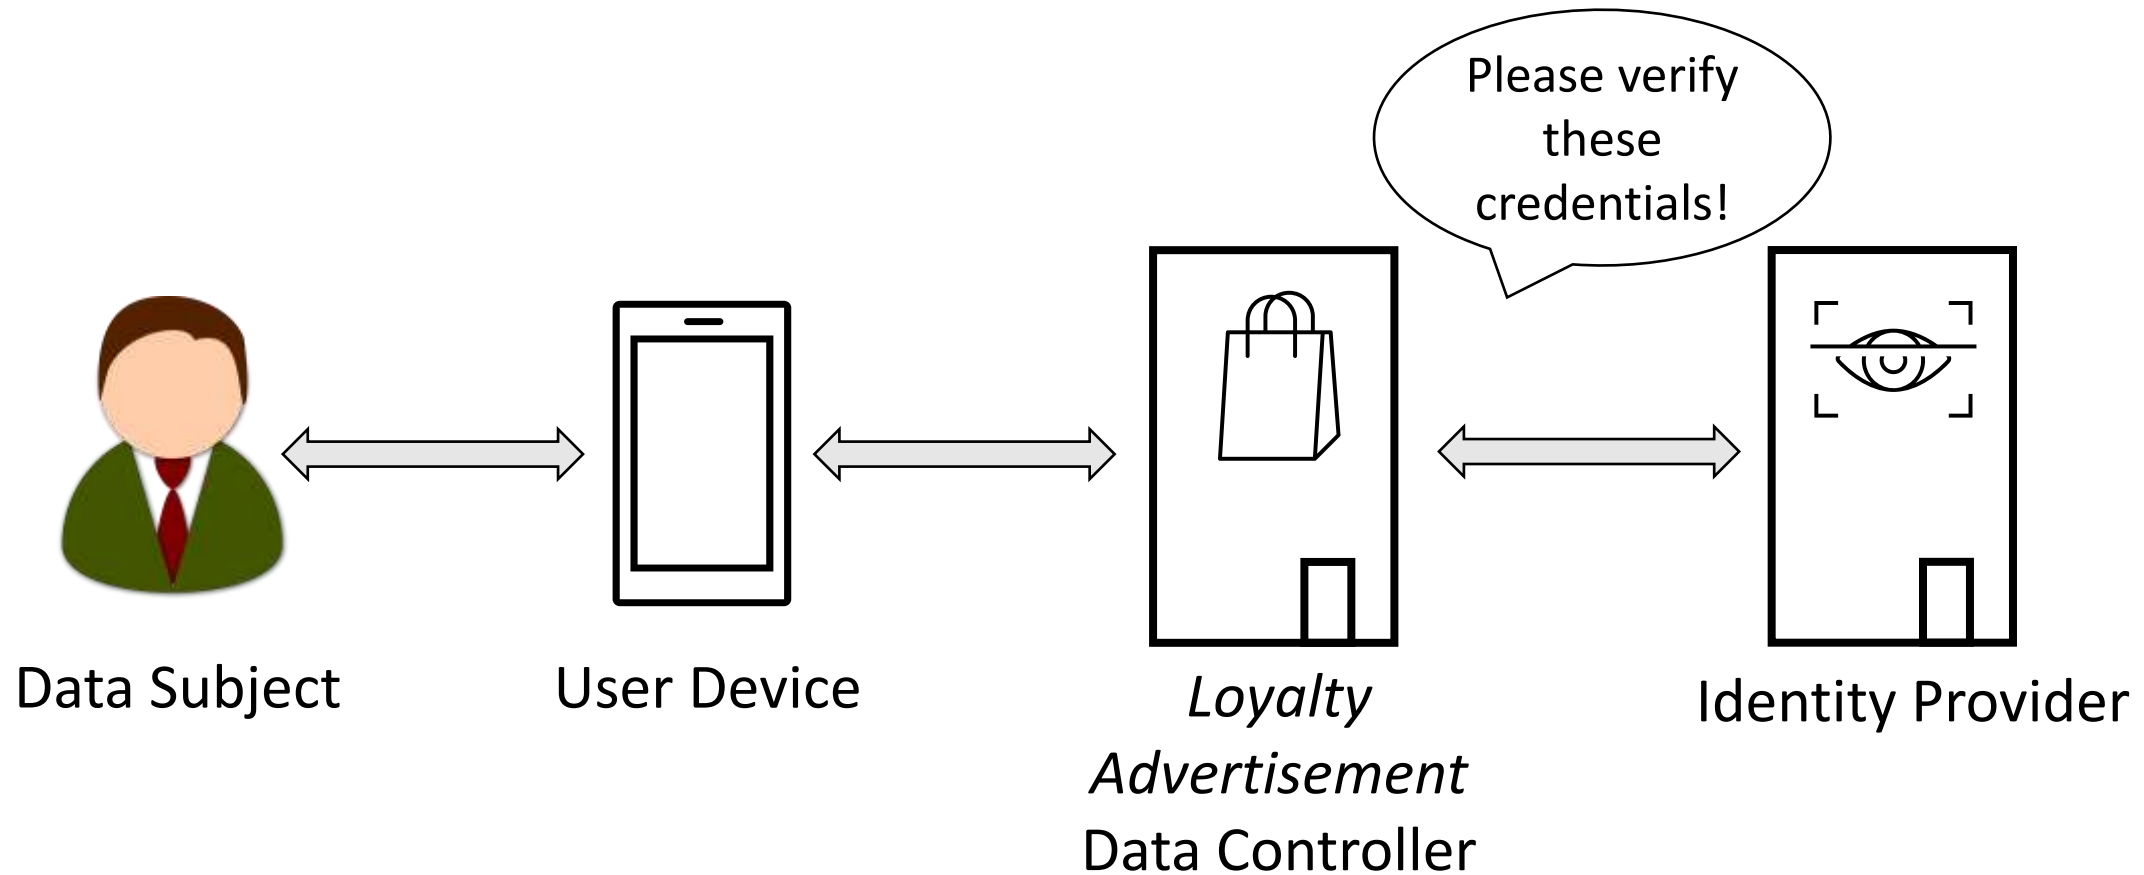 Please verify
these
credentials!
Data Subject
User Device
Loyalty
Advertisement
Data Controller
Identity Provider